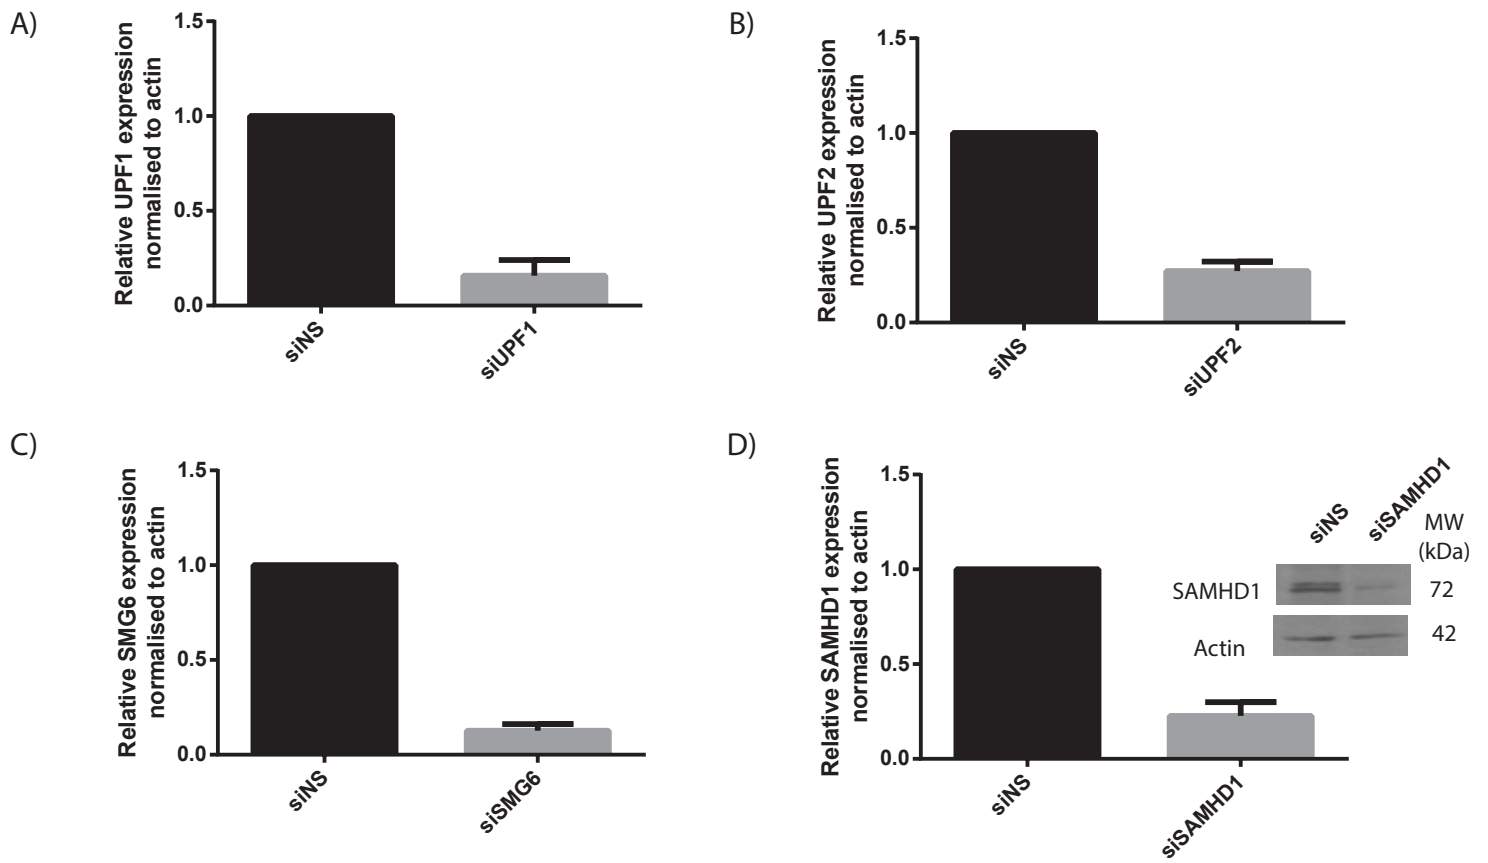 A)
Relative UPF1 expression
normalised to actin
1.5
1.0
0.5
0.0
siNS
siUPF1
B)
Relative UPF2 expression
normalised to actin
1.5
1.0
0.5
0.0
siNS
siUPF2
C)
Relative SMG6 expression
normalised to actin
1.5
1.0
0.5
0.0
siNS
siSMG6
D)
Relative SAMHD1 expression
normalised to actin
1.5
1.0
0.5
0.0
siNS
siSAMHD1
siNS
siSAMHD1
MW
(kDa)
SAMHD1
72
Actin
42